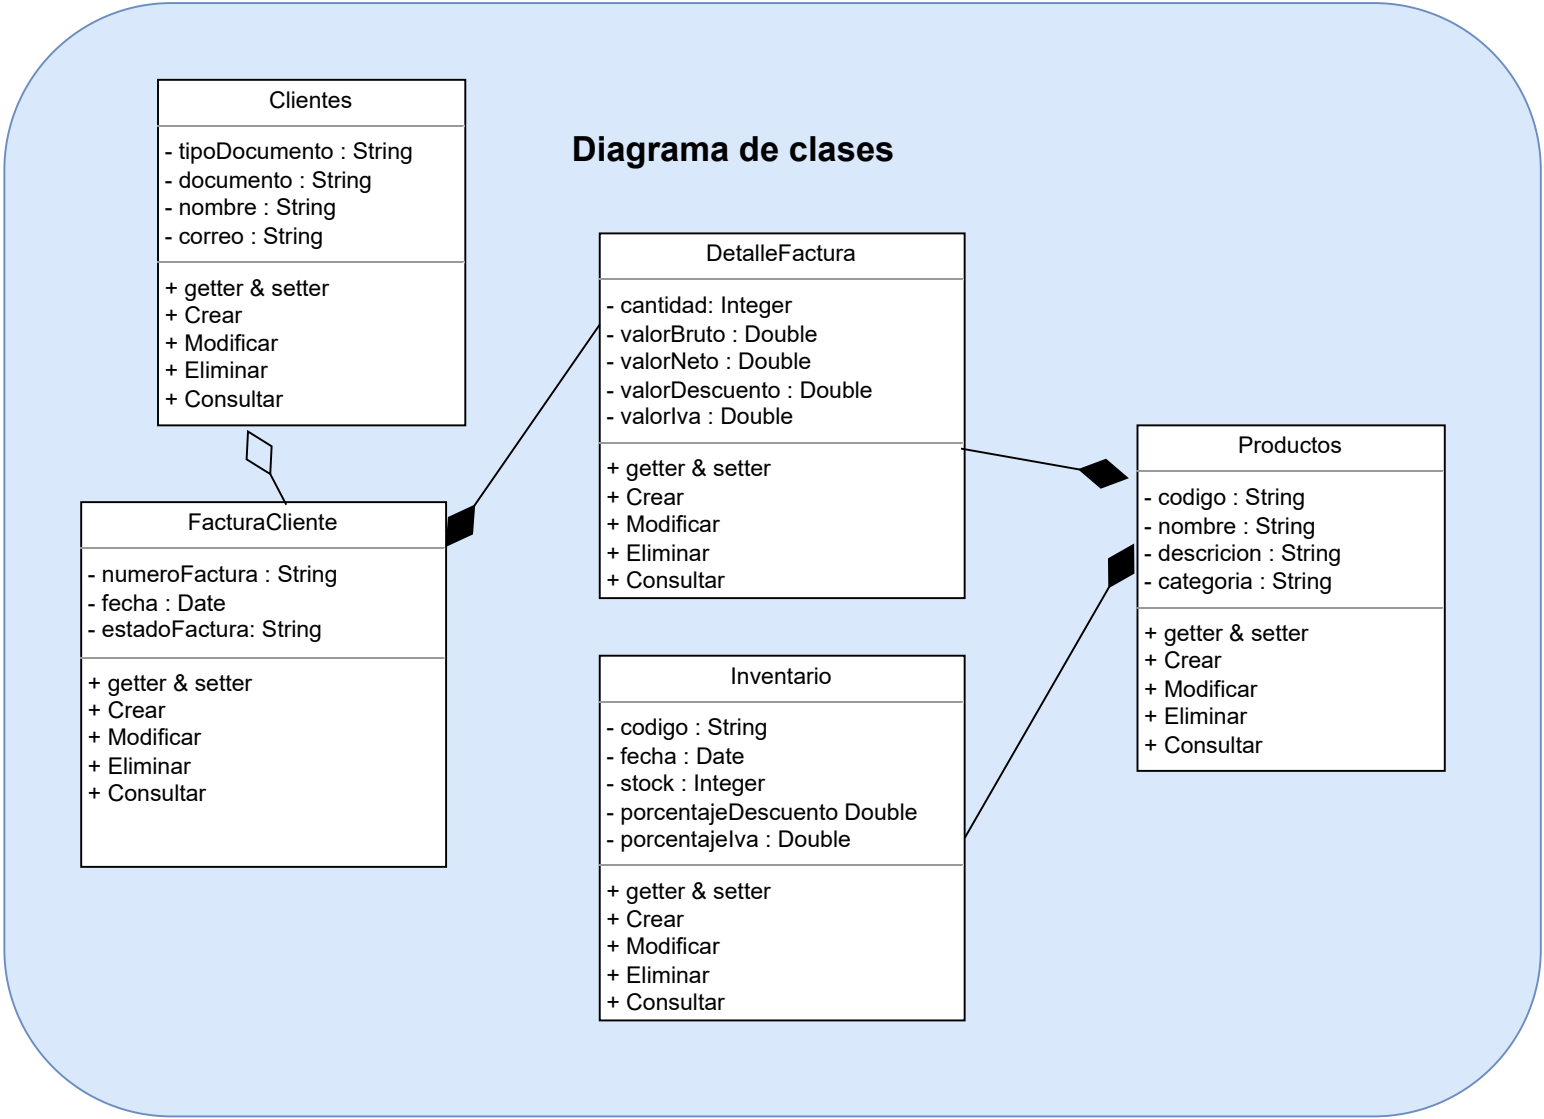 Diagrama de clases
Clientes
- tipoDocumento : String
- documento : String
- nombre : String
- correo : String
+ getter & setter
+ Crear
+ Modificar
+ Eliminar
+ Consultar
FacturaCliente
- numeroFactura : String
- fecha : Date
- estadoFactura: String
+ getter & setter
+ Crear
+ Modificar
+ Eliminar
+ Consultar
DetalleFactura
- cantidad: Integer
- valorBruto : Double
- valorNeto : Double
- valorDescuento : Double
- valorIva : Double
+ getter & setter
+ Crear
+ Modificar
+ Eliminar
+ Consultar
Inventario
- codigo : String
- fecha : Date
- stock : Integer
- porcentajeDescuento Double
- porcentajeIva : Double
+ getter & setter
+ Crear
+ Modificar
+ Eliminar
+ Consultar
Productos
- codigo : String
- nombre : String
- descricion : String
- categoria : String
+ getter & setter
+ Crear
+ Modificar
+ Eliminar
+ Consultar